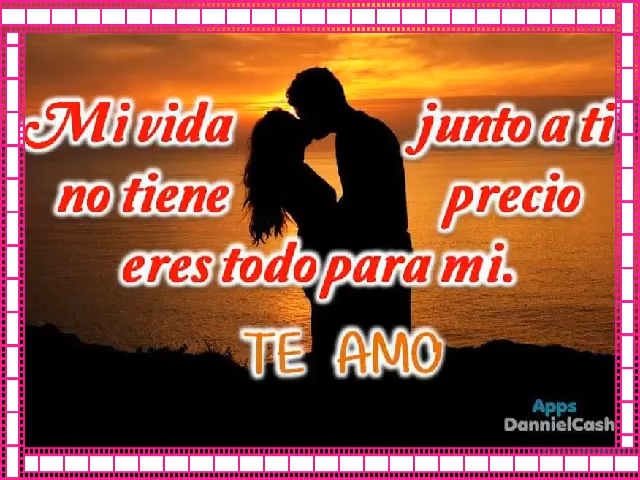 Mi vida junto a ti
no tiene precio
eres todo para mi.
TE AMO
Apps
DannielCash